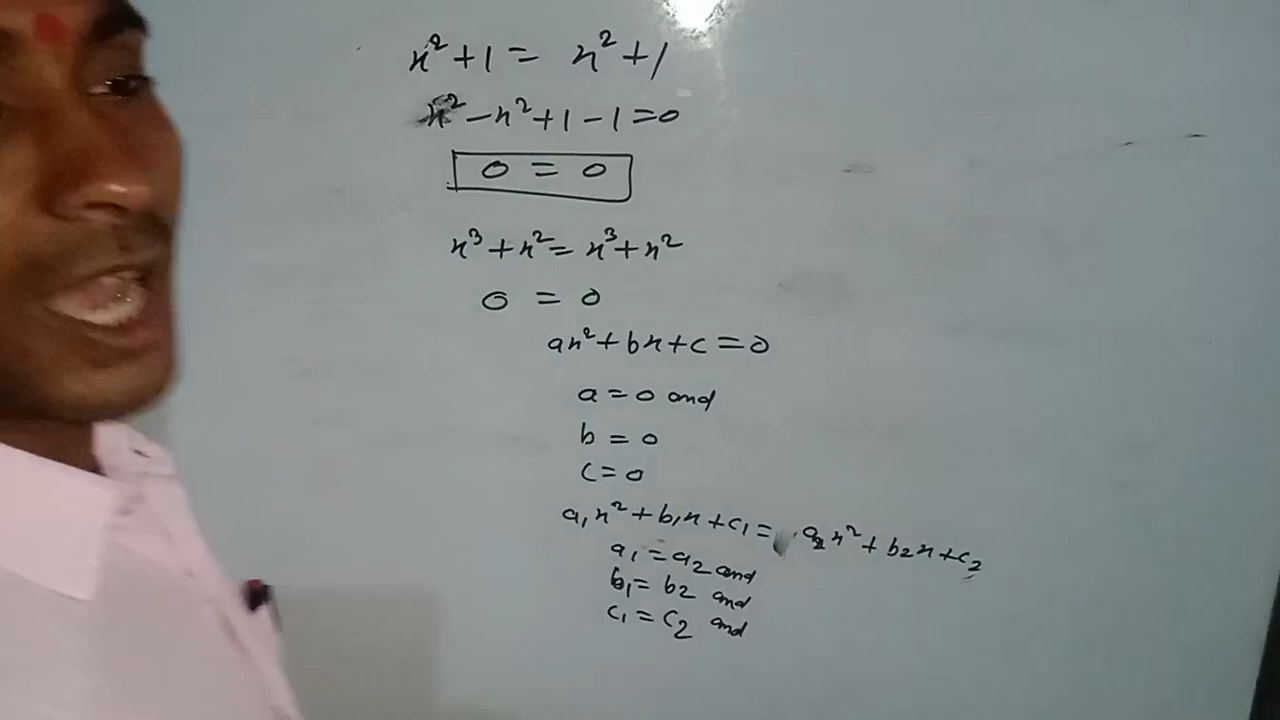 x² + 1 = x² + 1
x² - x² + 1 - 1 = 0
0 = 0
x³ + x² = x³ + x²
0 = 0
ax² + bx + c = 0
a = 0 and
b = 0
c = 0
a₁x² + b₁x + c₁ = a₂x² + b₂x + c₂
a₁ = a₂ and
b₁ = b₂ and
c₁ = c₂ and